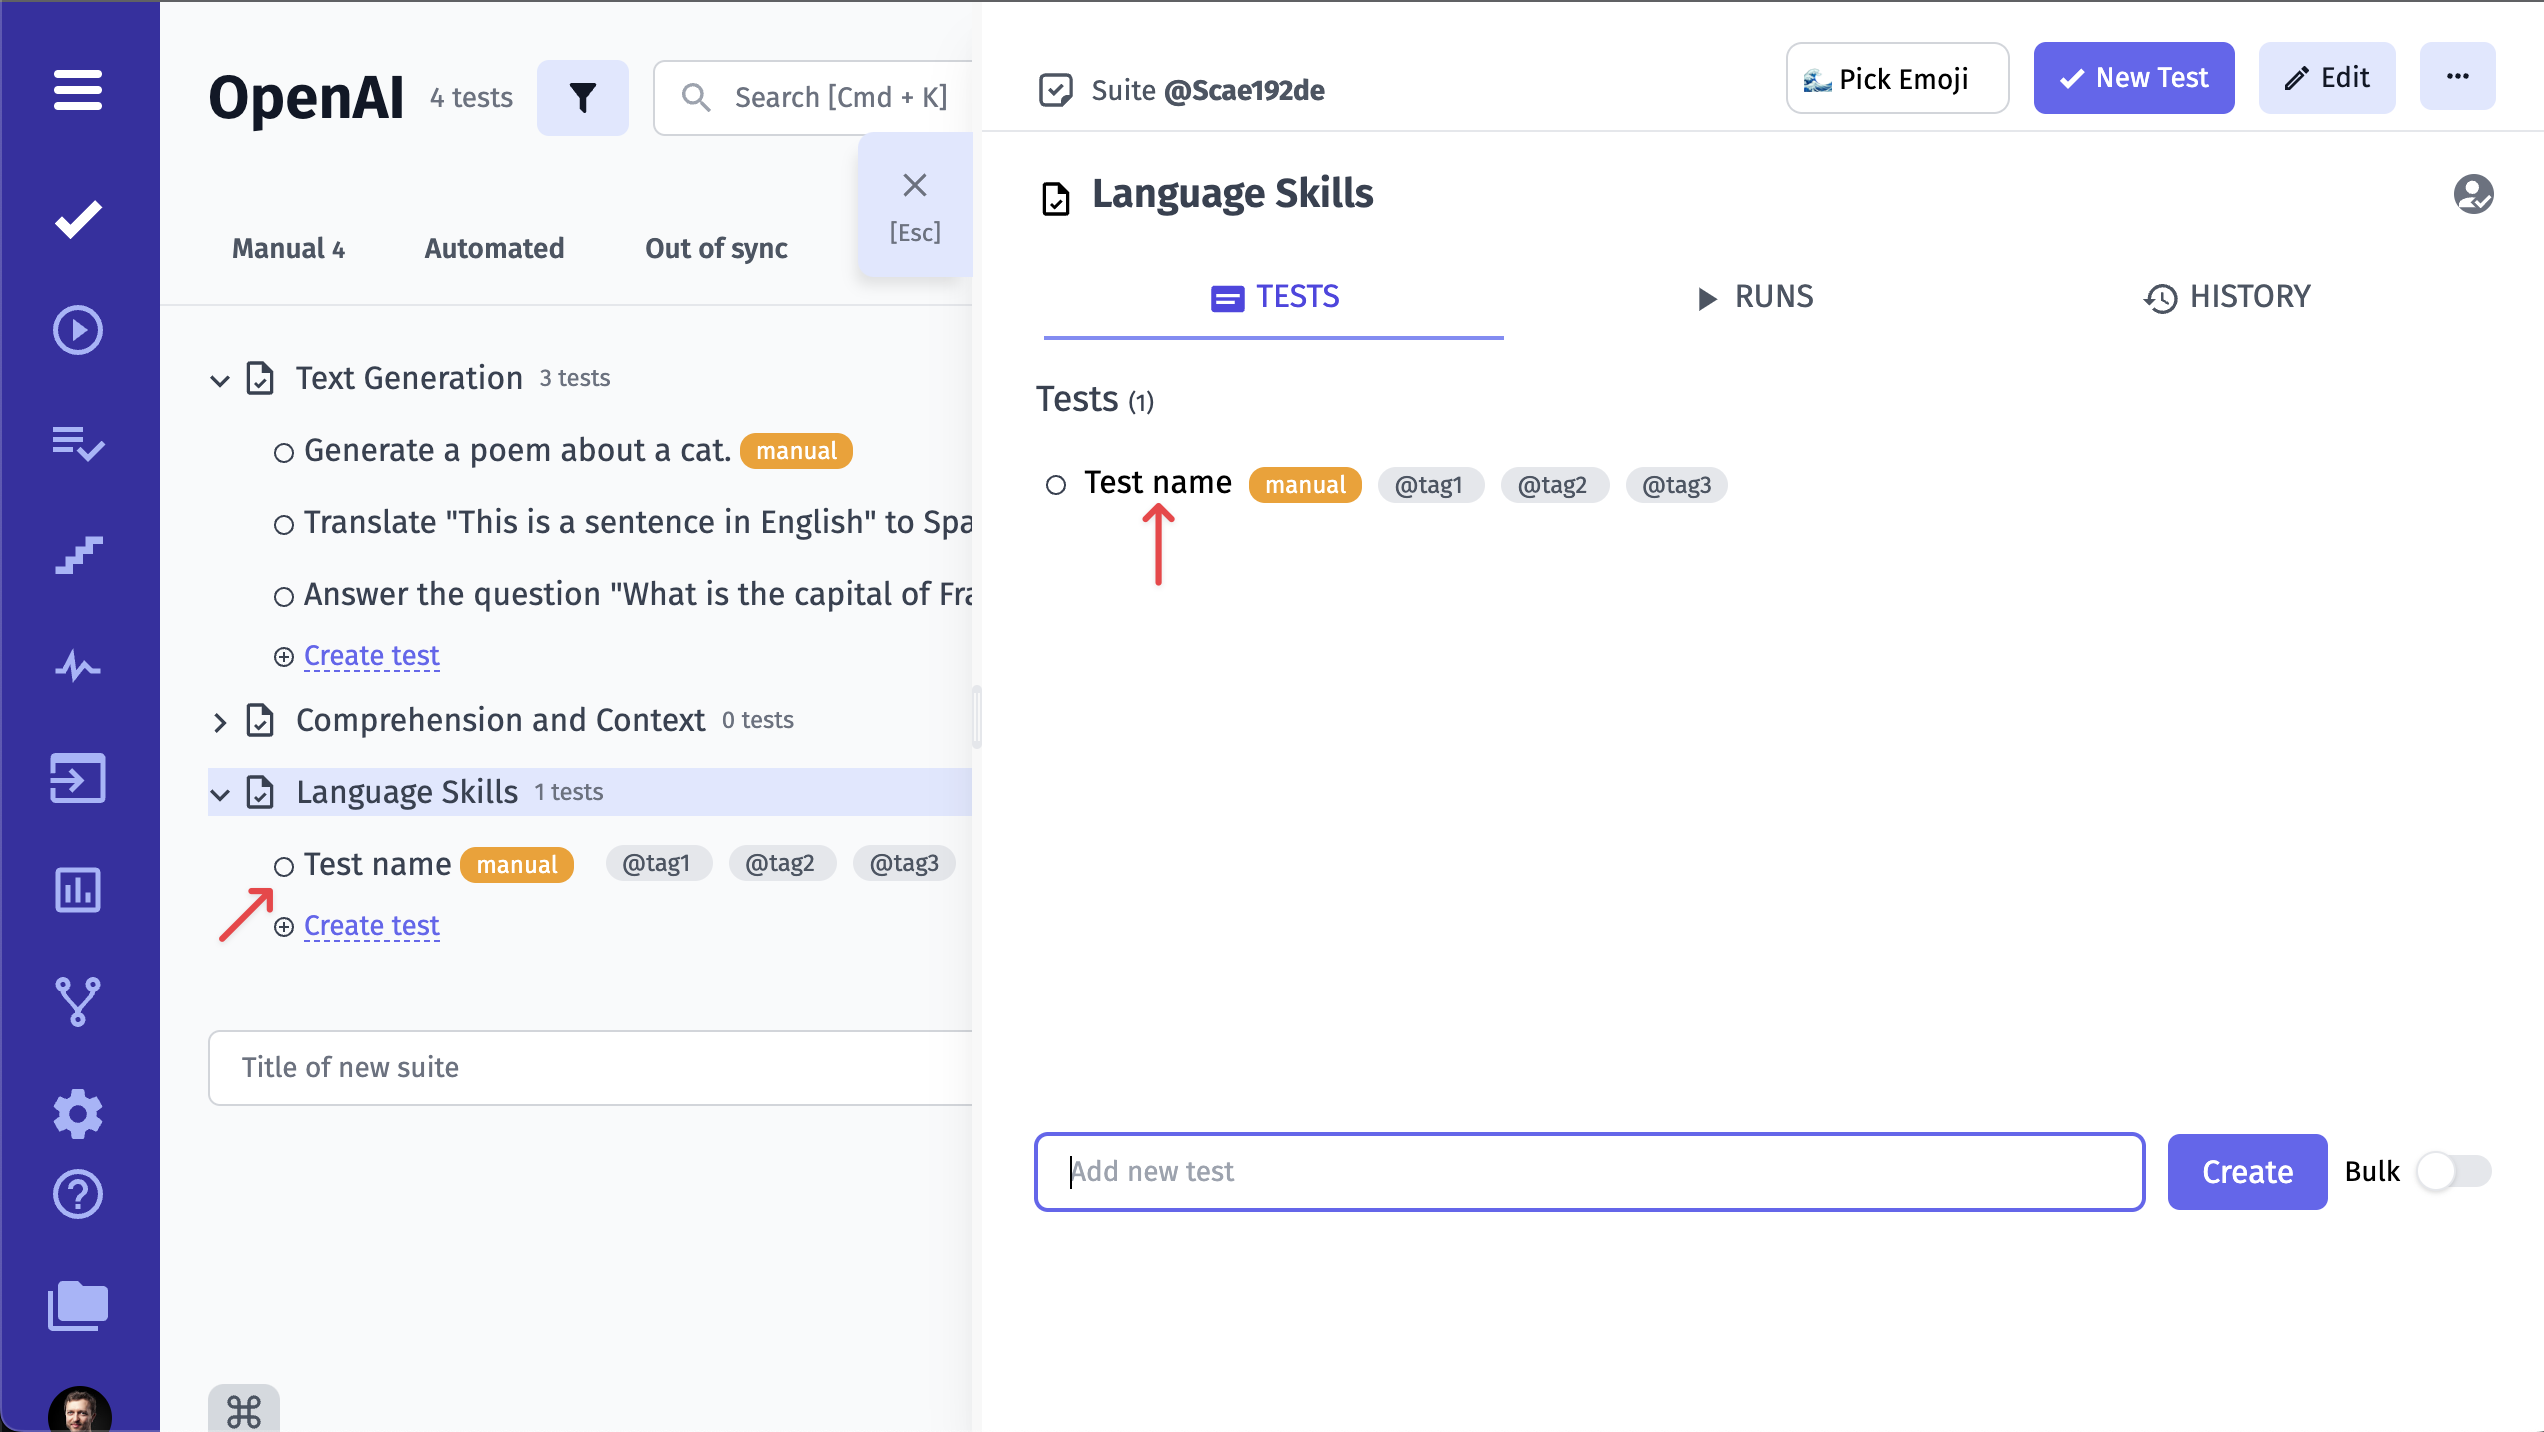 OpenAI 4 tests
Search [Cmd + K]
[Esc]
Manual 4 Automated Out of sync
Text Generation 3 tests
Generate a poem about a cat. manual
Translate "This is a sentence in English" to Spa
Answer the question "What is the capital of Fra
Create test
Comprehension and Context 0 tests
Language Skills 1 tests
Test name manual @tag1 @tag2 @tag3
Create test
Title of new suite
Suite @Scae192de
Pick Emoji
New Test
Edit
Language Skills
TESTS RUNS HISTORY
Tests (1)
Test name manual @tag1 @tag2 @tag3
Add new test
Create
Bulk